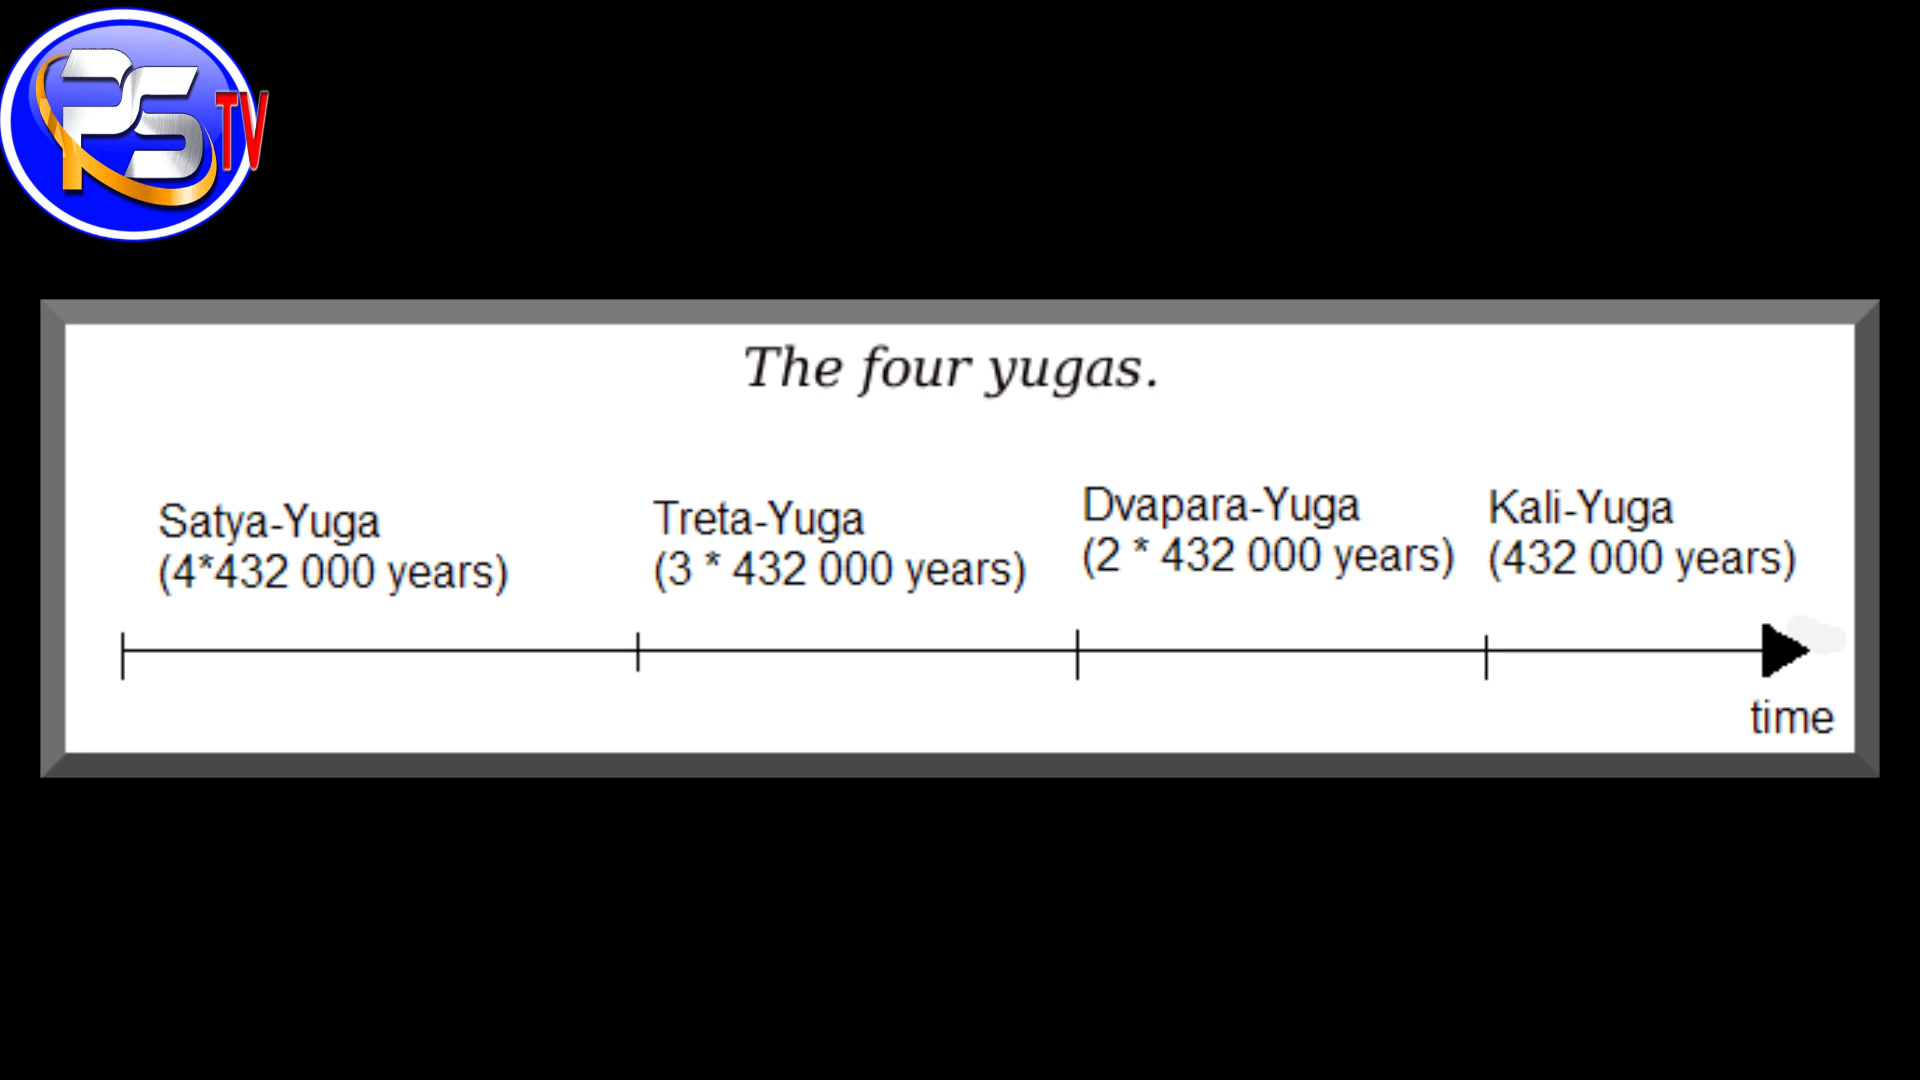 PS TV
The four yugas.
Satya-Yuga
(4*432 000 years)
Treta-Yuga
(3 * 432 000 years)
Dvapara-Yuga
(2 * 432 000 years)
Kali-Yuga
(432 000 years)
time